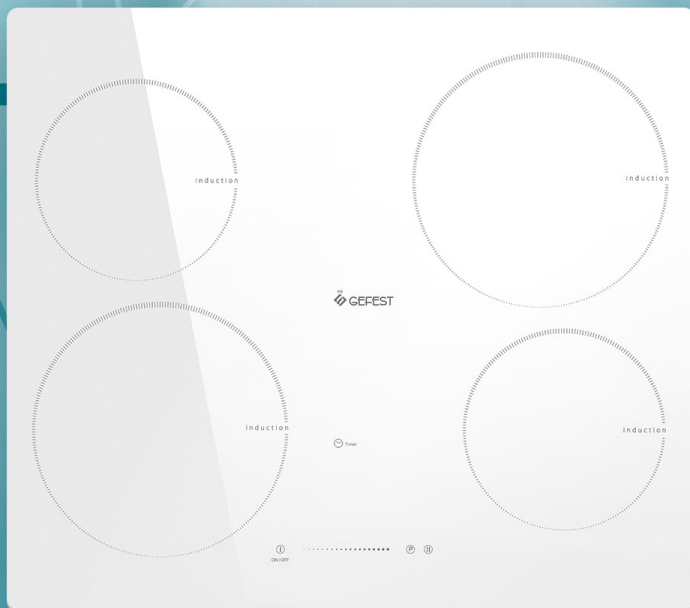 induction
induction
GEFEST
induction
induction
Timer
P
ON/OFF